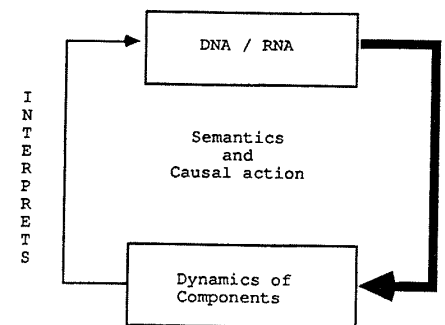 DNA / RNA
INTERPRETS
Semantics
and
Causal action
Dynamics of
Components